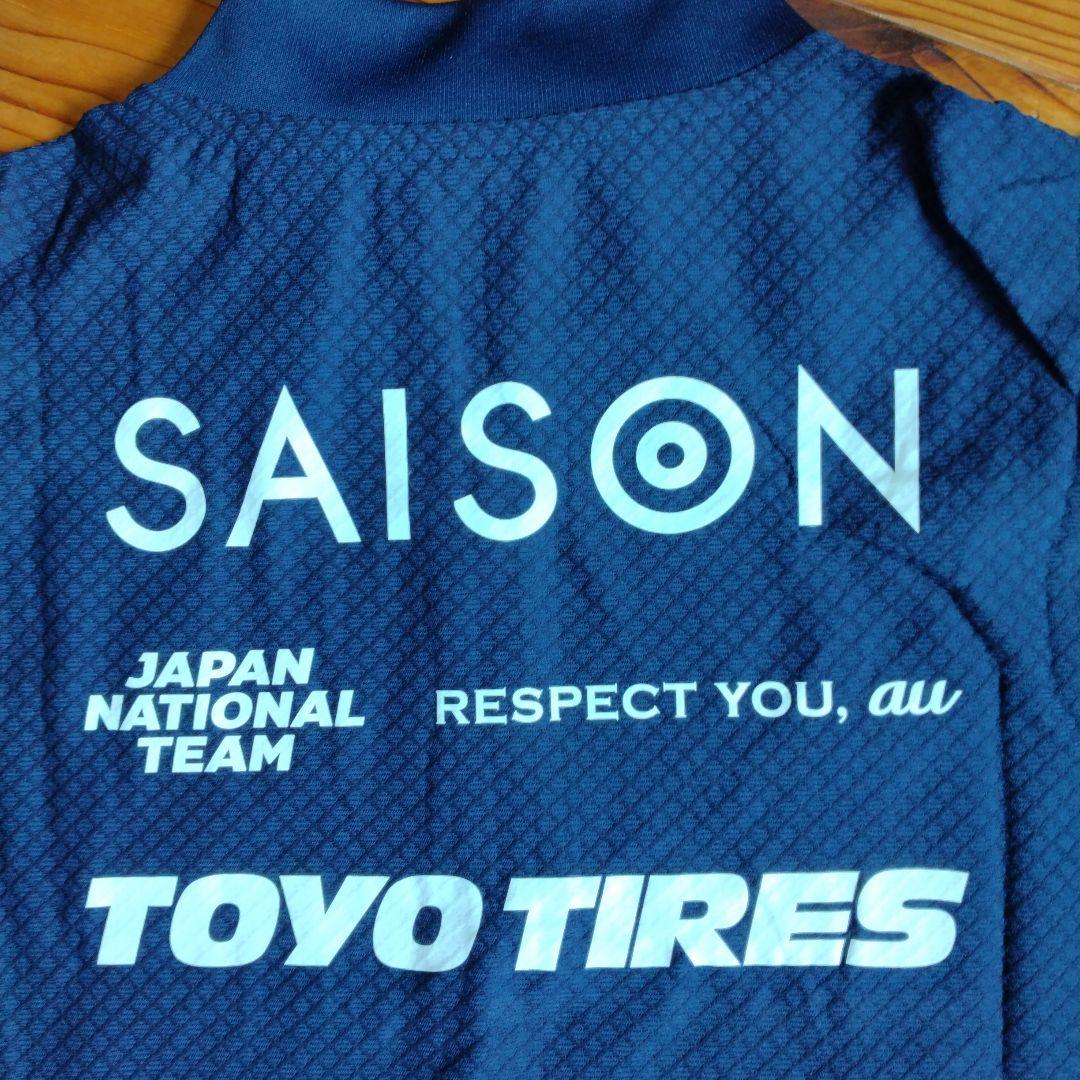 SAISON
JAPAN
NATIONAL
TEAM
RESPECT YOU, au
TOYO TIRES